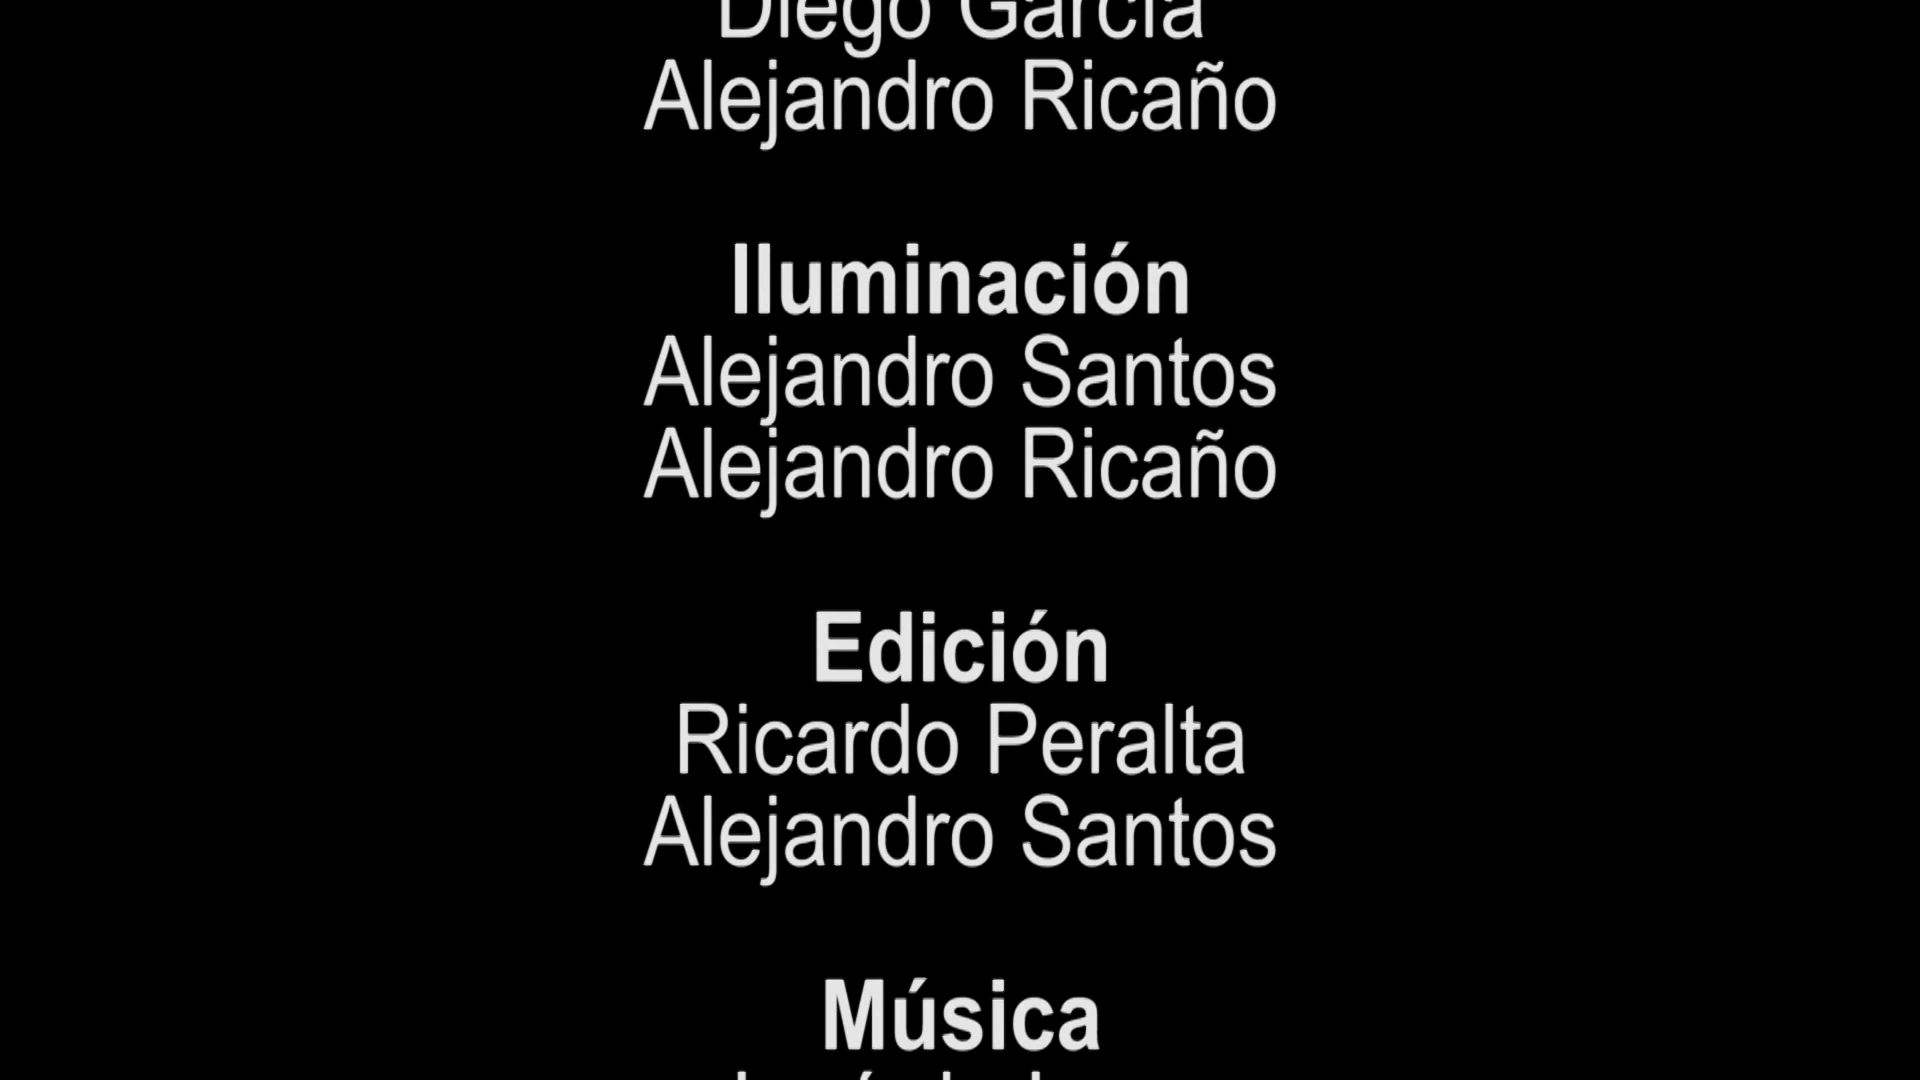 Diego García
Alejandro Ricaño
Iluminación
Alejandro Santos
Alejandro Ricaño
Edición
Ricardo Peralta
Alejandro Santos
Música